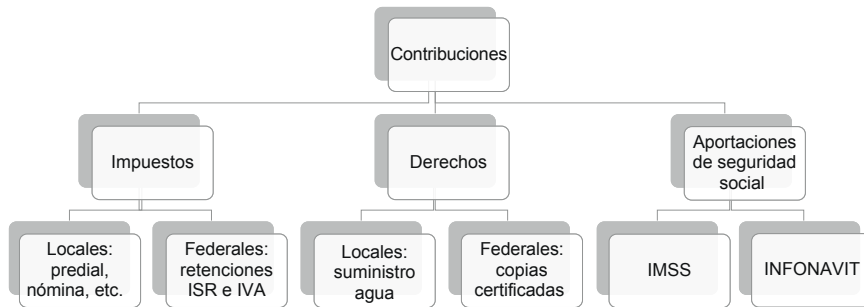 Contribuciones
Impuestos
Derechos
Aportaciones
de seguridad
social
Locales:
predial,
nómina, etc.
Federales:
retenciones
ISR e IVA
Locales:
suministro
agua
Federales:
copias
certificadas
IMSS
INFONAVIT